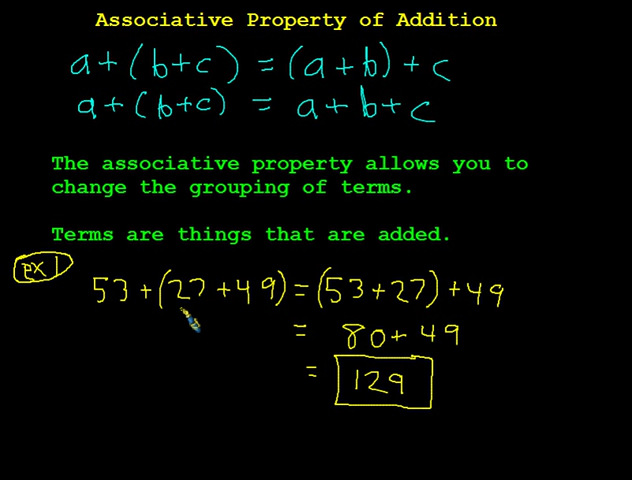 Associative Property of Addition
a + (b + c) = (a + b) + c
a + (b + c) = a + b + c
The associative property allows you to
change the grouping of terms.
Terms are things that are added.
ex 1
53 + (27 + 49) = (53 + 27) + 49
= 80 + 49
= 129